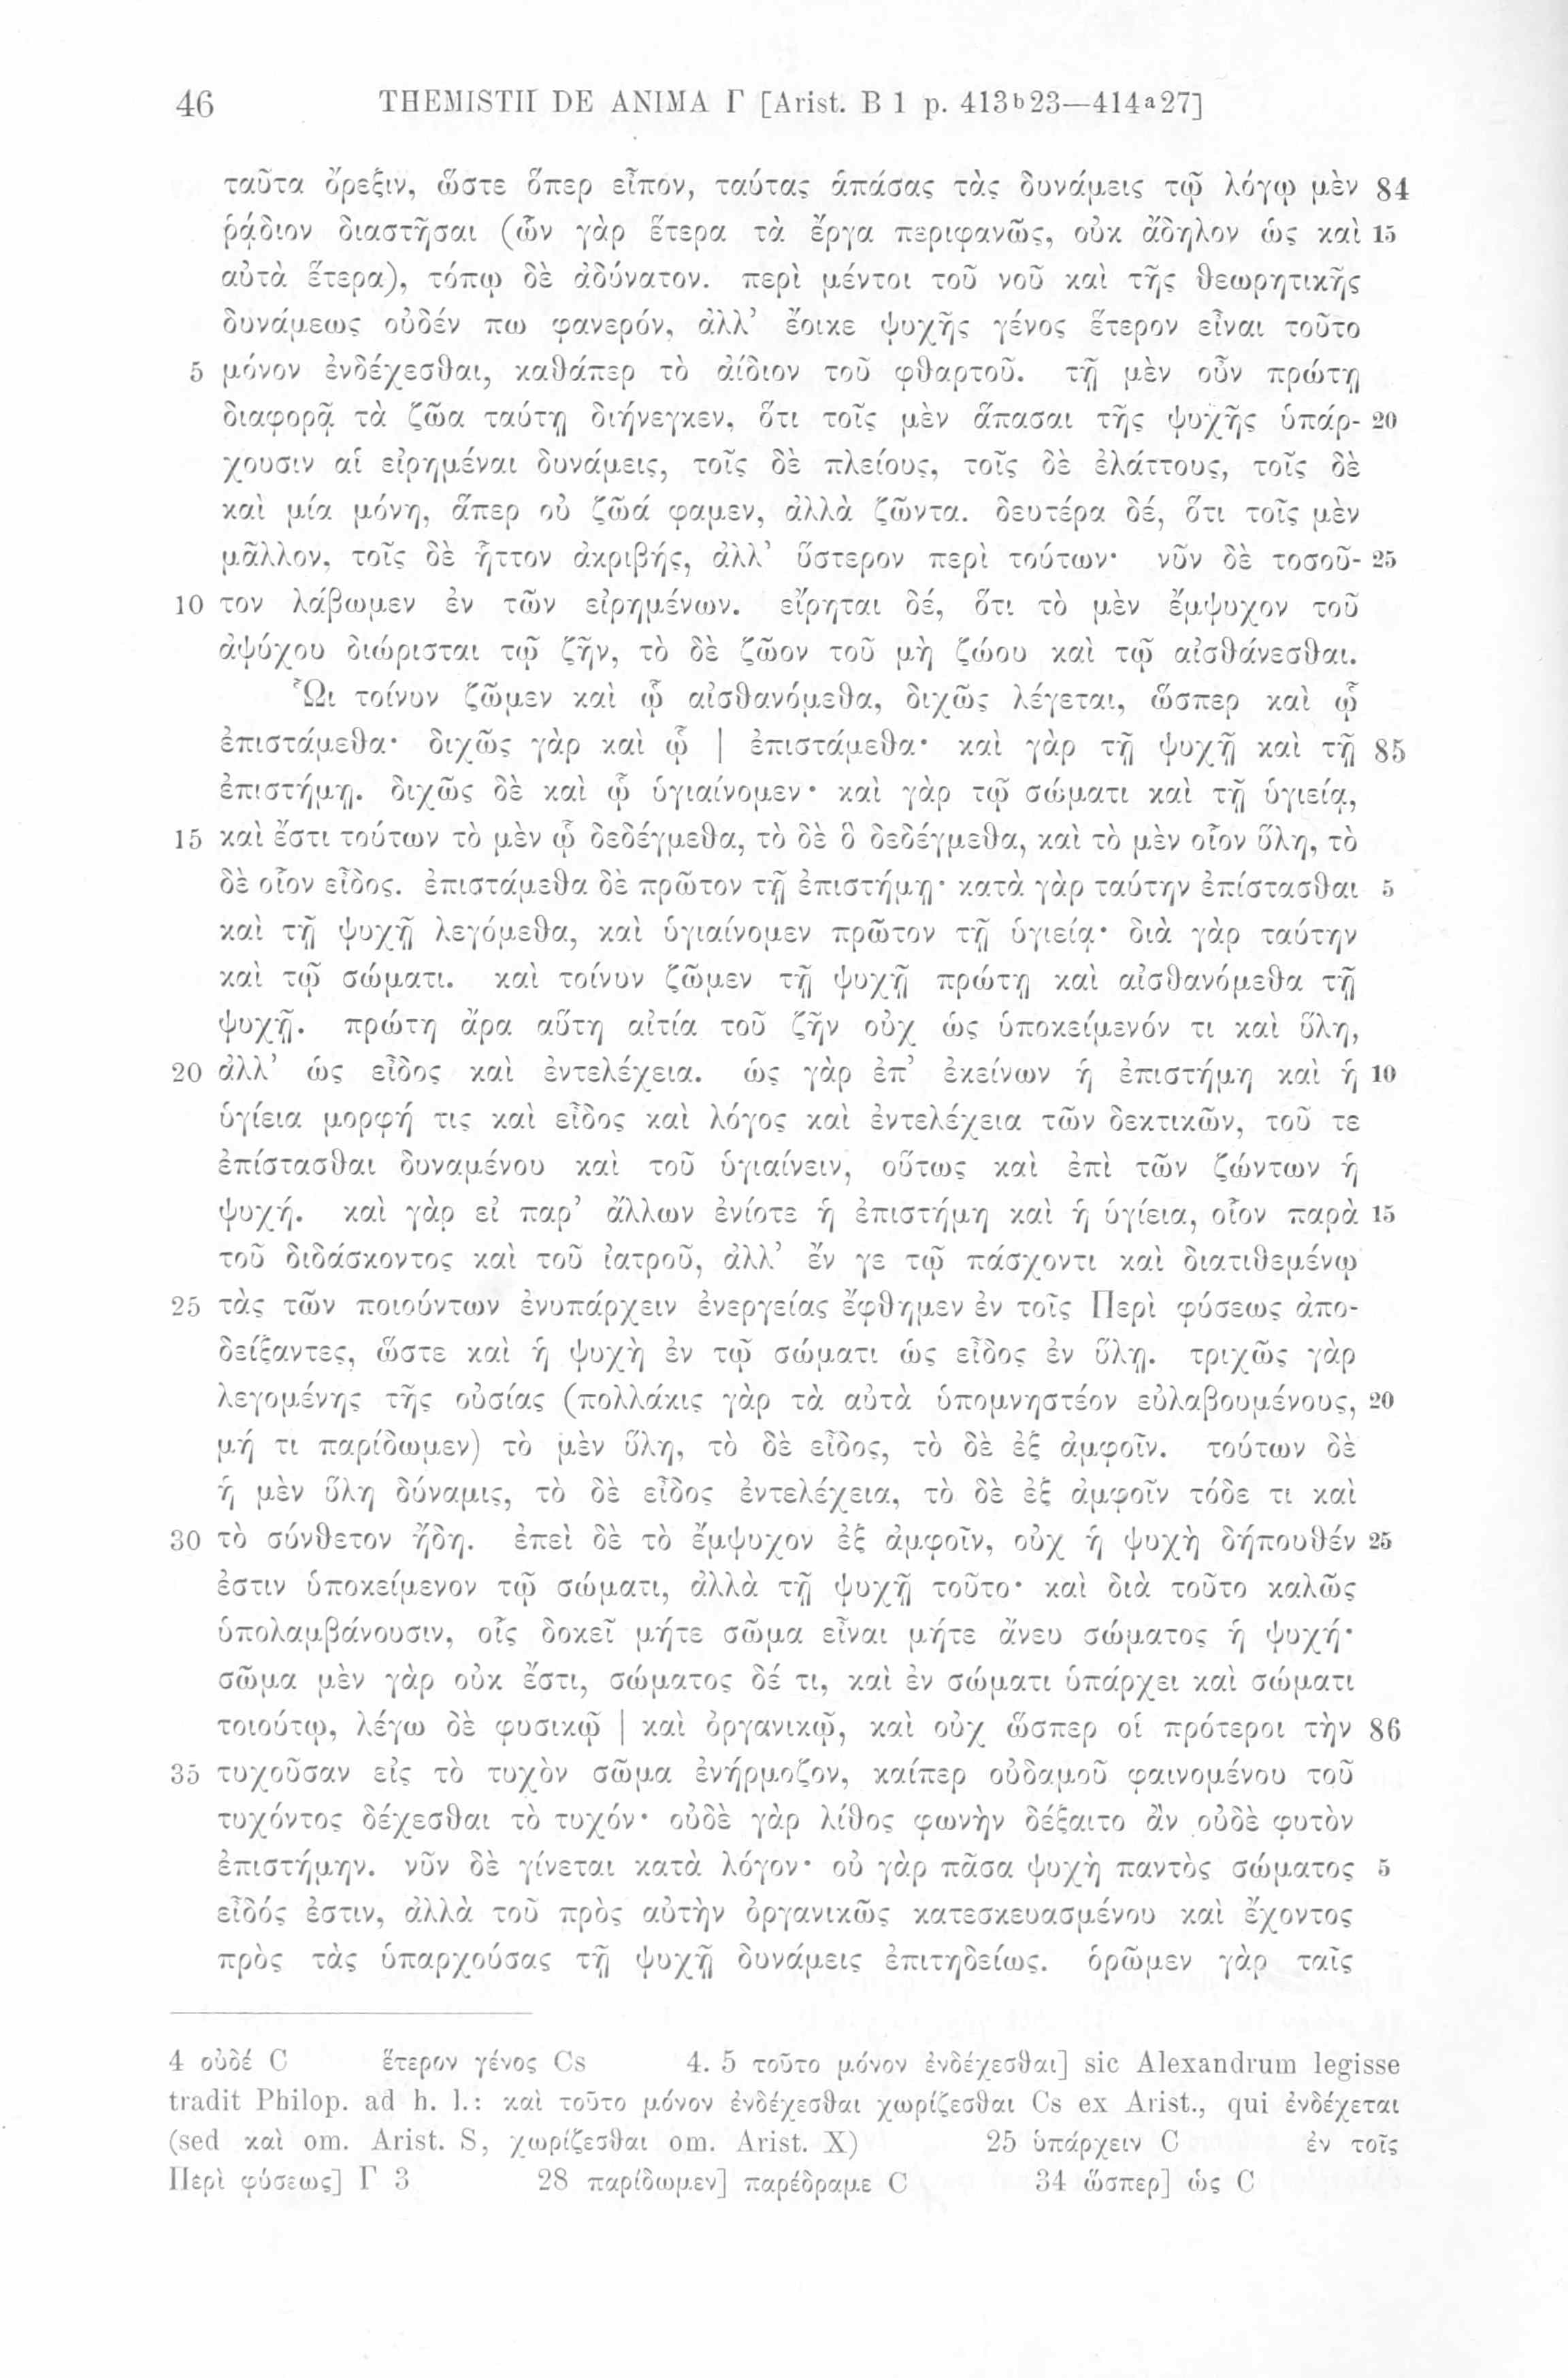 46 THEMISTII DE ANIMA Γ [Arist. B 1 p. 413b23—414a27]
ταῦτα ὄρεξιν, ὥστε ὅπερ εἶπον, ταύτας ἁπάσας τὰς δυνάμεις τῷ λόγῳ μὲν 84
ῥᾴδιον διαστῆσαι (ὧν γὰρ ἕτερα τὰ ἔργα περιφανῶς, οὐκ ἄδηλον ὡς καὶ 15
αὐτὰ ἕτερα), τόπῳ δὲ ἀδύνατον. περὶ μέντοι τοῦ νοῦ καὶ τῆς θεωρητικῆς
δυνάμεως οὐδέν πω φανερόν, ἀλλ’ ἔοικε ψυχῆς γένος ἕτερον εἶναι τοῦτο
5 μόνον ἐνδέχεσθαι, καθάπερ τὸ ἀίδιον τοῦ φθαρτοῦ. τῇ μὲν οὖν πρώτῃ
διαφορᾷ τὰ ζῶα ταύτῃ διήνεγκεν, ὅτι τοῖς μὲν ἅπασαι τῆς ψυχῆς ὑπάρ- 20
χουσιν αἱ εἰρημέναι δυνάμεις, τοῖς δὲ πλείους, τοῖς δὲ ἐλάττους, τοῖς δὲ
καὶ μία μόνη, ἅπερ οὐ ζῶά φαμεν, ἀλλὰ ζῶντα. δευτέρα δέ, ὅτι τοῖς μὲν
μᾶλλον, τοῖς δὲ ἧττον ἀκριβής, ἀλλ’ ὕστερον περὶ τούτων· νῦν δὲ τοσοῦ- 25
10 τον λάβωμεν ἐν τῶν εἰρημένων. εἴρηται δέ, ὅτι τὸ μὲν ἔμψυχον τοῦ
ἀψύχου διώρισται τῷ ζῆν, τὸ δὲ ζῶον τοῦ μὴ ζώου καὶ τῷ αἰσθάνεσθαι.
Ὧι τοίνυν ζῶμεν καὶ ᾧ αἰσθανόμεθα, διχῶς λέγεται, ὥσπερ καὶ ᾧ
ἐπιστάμεθα· διχῶς γὰρ καὶ ᾧ | ἐπιστάμεθα· καὶ γὰρ τῇ ψυχῇ καὶ τῇ 85
ἐπιστήμῃ. διχῶς δὲ καὶ ᾧ ὑγιαίνομεν· καὶ γὰρ τῷ σώματι καὶ τῇ ὑγιείᾳ,
15 καὶ ἔστι τούτων τὸ μὲν ᾧ δεδέγμεθα, τὸ δὲ ὃ δεδέγμεθα, καὶ τὸ μὲν οἷον ὕλη, τὸ
δὲ οἷον εἶδος. ἐπιστάμεθα δὲ πρῶτον τῇ ἐπιστήμῃ· κατὰ γὰρ ταύτην ἐπίστασθαι 5
καὶ τῇ ψυχῇ λεγόμεθα, καὶ ὑγιαίνομεν πρῶτον τῇ ὑγιείᾳ· διὰ γὰρ ταύτην
καὶ τῷ σώματι. καὶ τοίνυν ζῶμεν τῇ ψυχῇ πρώτῃ καὶ αἰσθανόμεθα τῇ
ψυχῇ. πρώτη ἄρα αὕτη αἰτία τοῦ ζῆν οὐχ ὡς ὑποκείμενόν τι καὶ ὕλη,
20 ἀλλ’ ὡς εἶδος καὶ ἐντελέχεια. ὡς γὰρ ἐπ’ ἐκείνων ἡ ἐπιστήμη καὶ ἡ 10
ὑγίεια μορφή τις καὶ εἶδος καὶ λόγος καὶ ἐντελέχεια τῶν δεκτικῶν, τοῦ τε
ἐπίστασθαι δυναμένου καὶ τοῦ ὑγιαίνειν, οὕτως καὶ ἐπὶ τῶν ζώντων ἡ
ψυχή. καὶ γὰρ εἰ παρ’ ἄλλων ἐνίοτε ἡ ἐπιστήμη καὶ ἡ ὑγίεια, οἷον παρὰ 15
τοῦ διδάσκοντος καὶ τοῦ ἰατροῦ, ἀλλ’ ἔν γε τῷ πάσχοντι καὶ διατιθεμένῳ
25 τὰς τῶν ποιούντων ἐνυπάρχειν ἐνεργείας ἔφθημεν ἐν τοῖς Περὶ φύσεως ἀπο-
δείξαντες, ὥστε καὶ ἡ ψυχὴ ἐν τῷ σώματι ὡς εἶδος ἐν ὕλῃ. τριχῶς γὰρ
λεγομένης τῆς οὐσίας (πολλάκις γὰρ τὰ αὐτὰ ὑπομνηστέον εὐλαβουμένους, 20
μή τι παρίδωμεν) τὸ μὲν ὕλη, τὸ δὲ εἶδος, τὸ δὲ ἐξ ἀμφοῖν. τούτων δὲ
ἡ μὲν ὕλη δύναμις, τὸ δὲ εἶδος ἐντελέχεια, τὸ δὲ ἐξ ἀμφοῖν τόδε τι καὶ
30 τὸ σύνθετον ἤδη. ἐπεὶ δὲ τὸ ἔμψυχον ἐξ ἀμφοῖν, οὐχ ἡ ψυχὴ δήπουθέν 25
ἐστιν ὑποκείμενον τῷ σώματι, ἀλλὰ τῇ ψυχῇ τοῦτο· καὶ διὰ τοῦτο καλῶς
ὑπολαμβάνουσιν, οἷς δοκεῖ μήτε σῶμα εἶναι μήτε ἄνευ σώματος ἡ ψυχή·
σῶμα μὲν γὰρ οὐκ ἔστι, σώματος δέ τι, καὶ ἐν σώματι ὑπάρχει καὶ σώματι
τοιούτῳ, λέγω δὲ φυσικῷ | καὶ ὀργανικῷ, καὶ οὐχ ὥσπερ οἱ πρότεροι τὴν 86
35 τυχοῦσαν εἰς τὸ τυχὸν σῶμα ἐνήρμοζον, καίπερ οὐδαμοῦ φαινομένου τοῦ
τυχόντος δέχεσθαι τὸ τυχόν· οὐδὲ γὰρ λίθος φωνὴν δέξαιτο ἂν οὐδὲ φυτὸν
ἐπιστήμην. νῦν δὲ γίνεται κατὰ λόγον· οὐ γὰρ πᾶσα ψυχὴ παντὸς σώματος 5
εἶδός ἐστιν, ἀλλὰ τοῦ πρὸς αὐτὴν ὀργανικῶς κατεσκευασμένου καὶ ἔχοντος
πρὸς τὰς ὑπαρχούσας τῇ ψυχῇ δυνάμεις ἐπιτηδείως. ὁρῶμεν γὰρ ταῖς
4 οὐδέ C ἕτερον γένος Cs 4. 5 τοῦτο μόνον ἐνδέχεσθαι] sic Alexandrum legisse
tradit Philop. ad h. l.: καὶ τοῦτο μόνον ἐνδέχεσθαι χωρίζεσθαι Cs ex Arist., qui ἐνδέχεται
(sed καὶ om. Arist. S, χωρίζεσθαι om. Arist. X) 25 ὑπάρχειν C ἐν τοῖς
Περὶ φύσεως] Γ 3 28 παρίδωμεν] παρέδραμε C 34 ὥσπερ] ὡς C